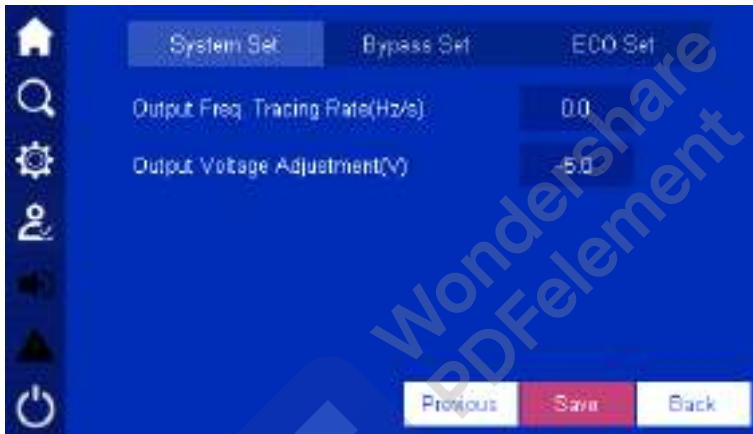 System Set Bypass Set ECO Set
Output Freq. Tracing Rate(Hz/s) 0.0
Output Voltage Adjustment(V) -5.0
Previous Save Back
Wondershare
PDFelement